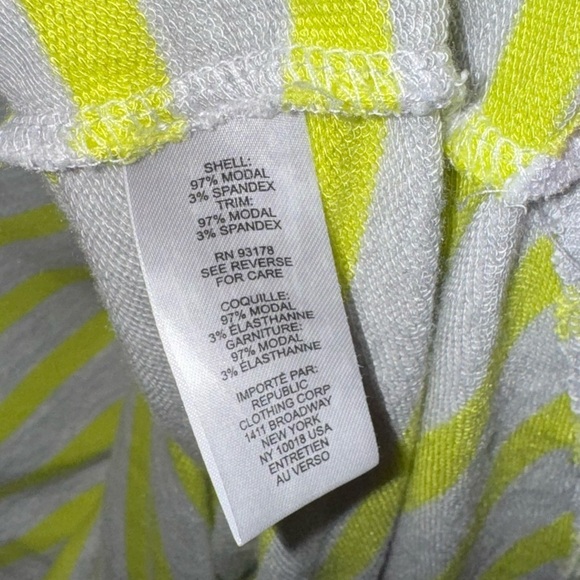 SHELL:
97% MODAL
3% SPANDEX
TRIM:
97% MODAL
3% SPANDEX
RN 93178
SEE REVERSE
FOR CARE
COQUILLE:
97% MODAL
3% ÉLASTHANNE
GARNITURE:
97% MODAL
3% ÉLASTHANNE
IMPORTÉ PAR:
REPUBLIC
CLOTHING CORP
1411 BROADWAY
NEW YORK
NY 10018 USA
ENTRETIEN
AU VERSO